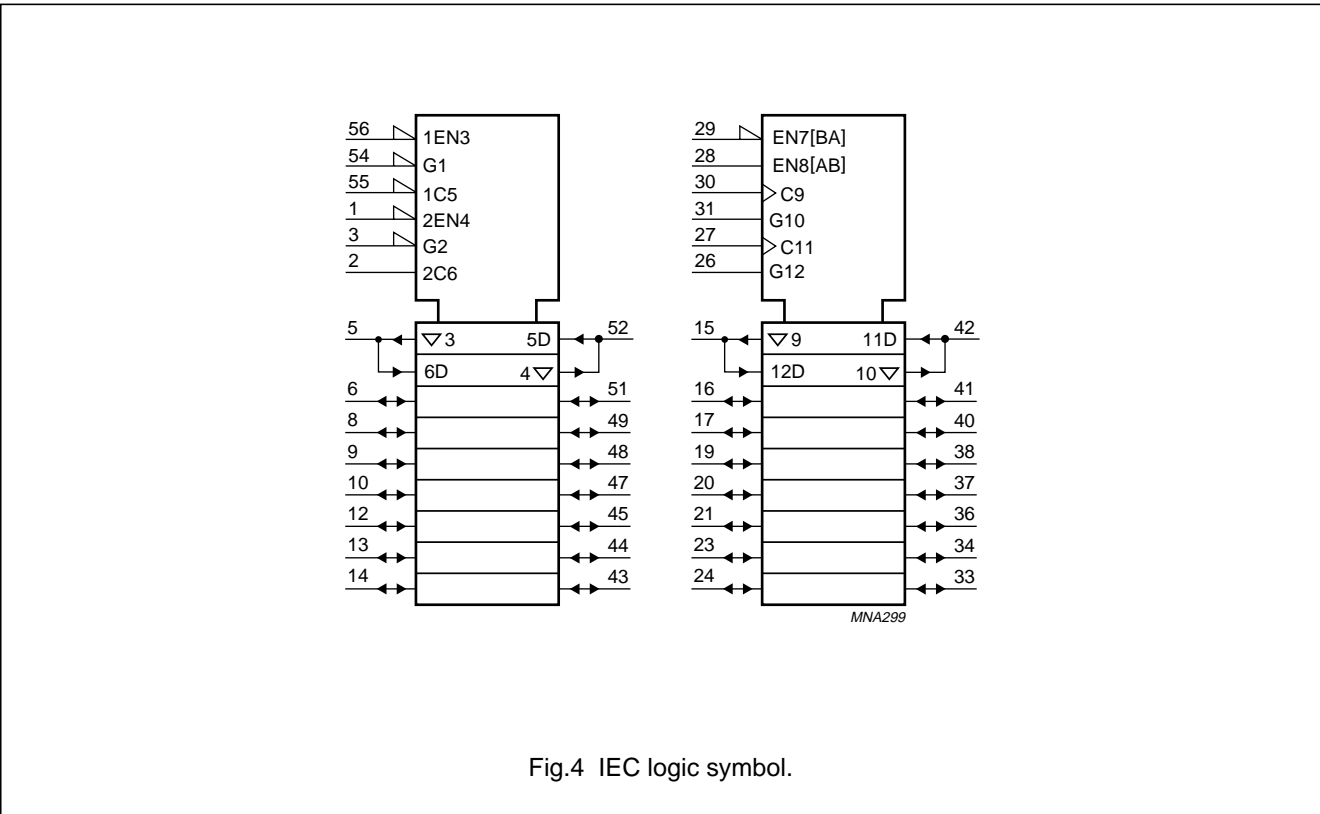 56 1EN3
54 G1
55 1C5
1 2EN4
3 G2
2 2C6
5 3 5D 52
6D 4
6 51
8 49
9 48
10 47
12 45
13 44
14 43
29 EN7[BA]
28 EN8[AB]
30 C9
31 G10
27 C11
26 G12
15 9 11D 42
12D 10
16 41
17 40
19 38
20 37
21 36
23 34
24 33
MNA299
Fig.4 IEC logic symbol.